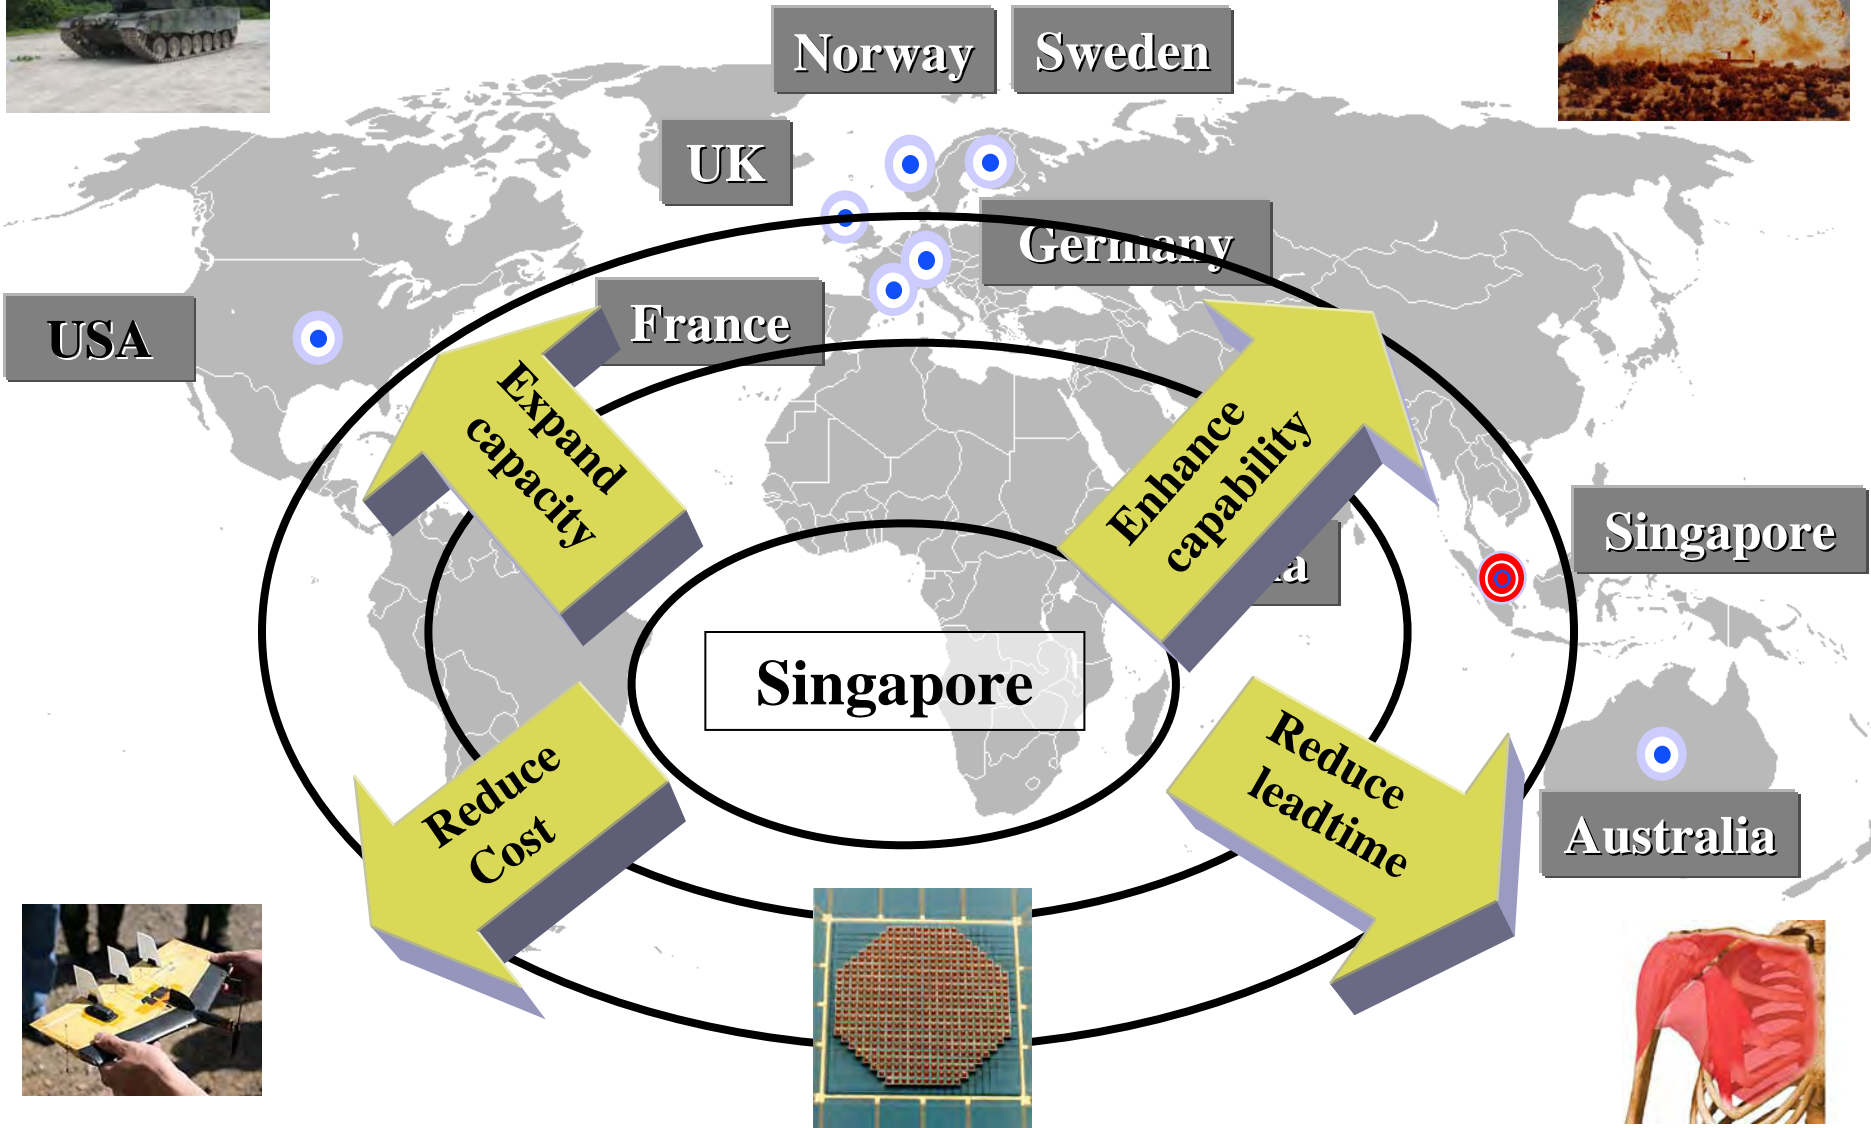 Norway
Sweden
UK
Germany
USA
France
Expand
capacity
Enhance
capability
Singapore
Singapore
Reduce
Cost
Reduce
leadtime
Australia